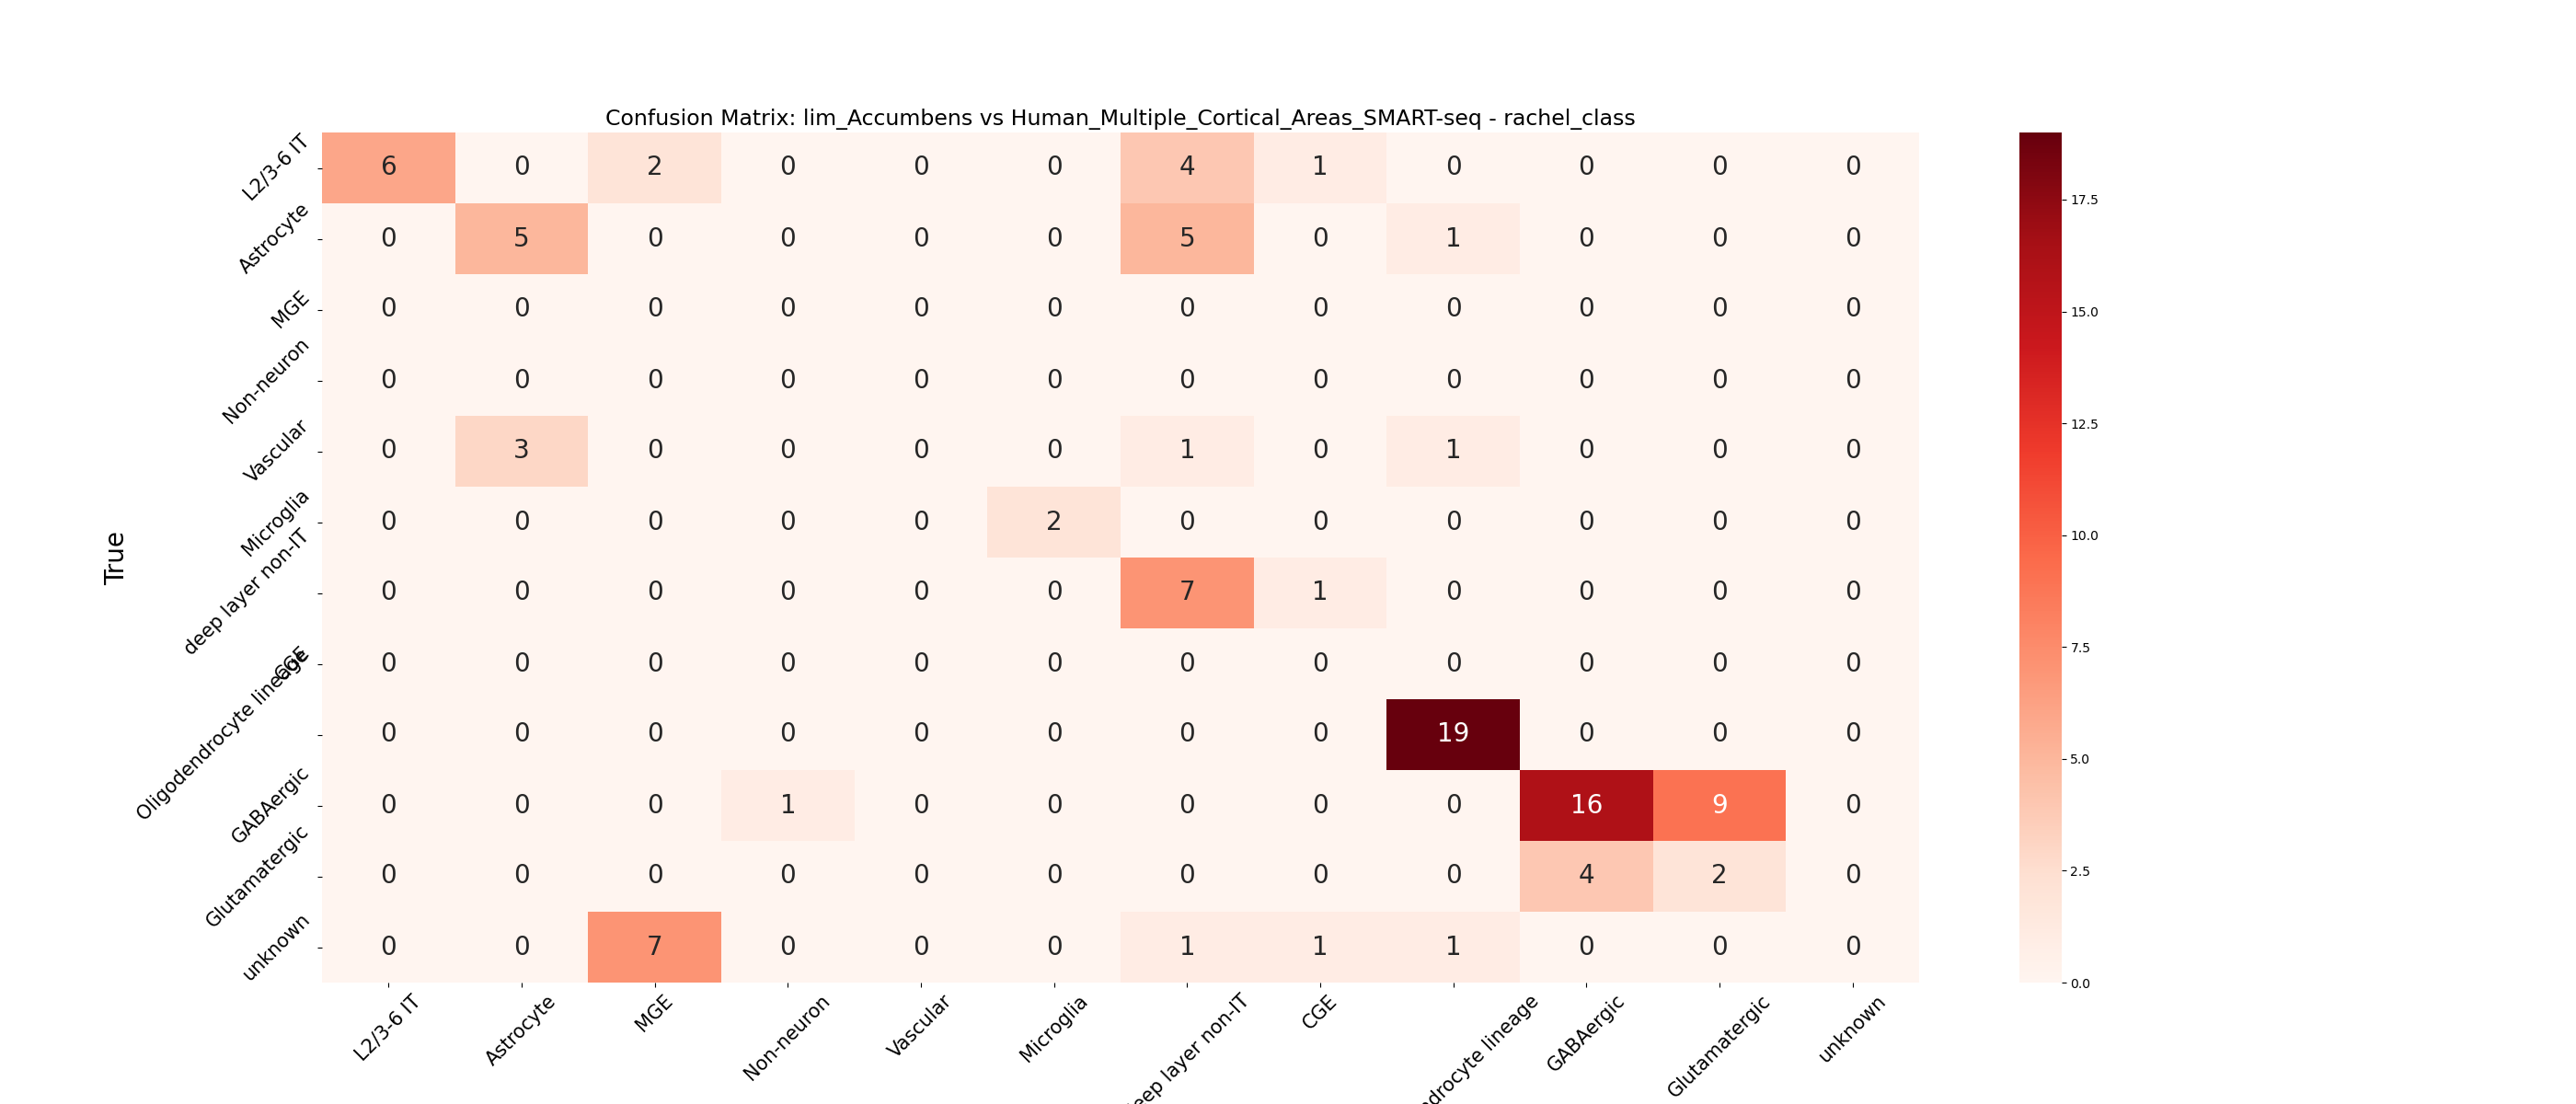 Confusion Matrix: lim_Accumbens vs Human_Multiple_Cortical_Areas_SMART-seq - rachel_class
True
L2/3-6 IT 6 0 2 0 0 0 4 1 0 0 0 0
Astrocyte 0 5 0 0 0 0 5 0 1 0 0 0
MGE 0 0 0 0 0 0 0 0 0 0 0 0
Non-neuron 0 0 0 0 0 0 0 0 0 0 0 0
Vascular 0 3 0 0 0 0 1 0 1 0 0 0
Microglia 0 0 0 0 0 2 0 0 0 0 0 0
deep layer non-IT 0 0 0 0 0 0 7 1 0 0 0 0
CGE 0 0 0 0 0 0 0 0 0 0 0 0
Oligodendrocyte lineage 0 0 0 0 0 0 0 0 19 0 0 0
GABAergic 0 0 0 1 0 0 0 0 0 16 9 0
Glutamatergic 0 0 0 0 0 0 0 0 0 4 2 0
unknown 0 0 7 0 0 0 1 1 1 0 0 0
L2/3-6 IT Astrocyte MGE Non-neuron Vascular Microglia layer non-IT CGE lineage GABAergic Glutamatergic unknown
17.5
15.0
12.5
10.0
7.5
5.0
2.5
0.0